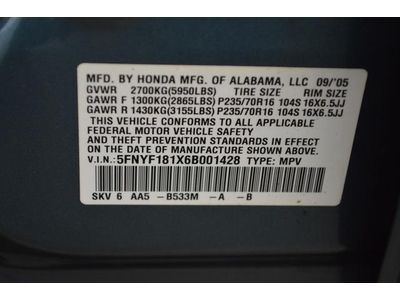 MFD. BY HONDA MFG. OF ALABAMA, LLC 09/'05
GVWR 2700KG(5950LBS) TIRE SIZE RIM SIZE
GAWR F 1300KG(2865LBS) P235/70R16 104S 16X6.5JJ
GAWR R 1430KG(3155LBS) P235/70R16 104S 16X6.5JJ
THIS VEHICLE CONFORMS TO ALL APPLICABLE
FEDERAL MOTOR VEHICLE SAFETY
AND THEFT PREVENTION STANDARDS IN EFFECT
ON THE DATE OF MANUFACTURE SHOWN ABOVE.
V.I.N.: 5FNYF181X6B001428 TYPE: MPV
SKV 6 AA5 -B533M -A -B